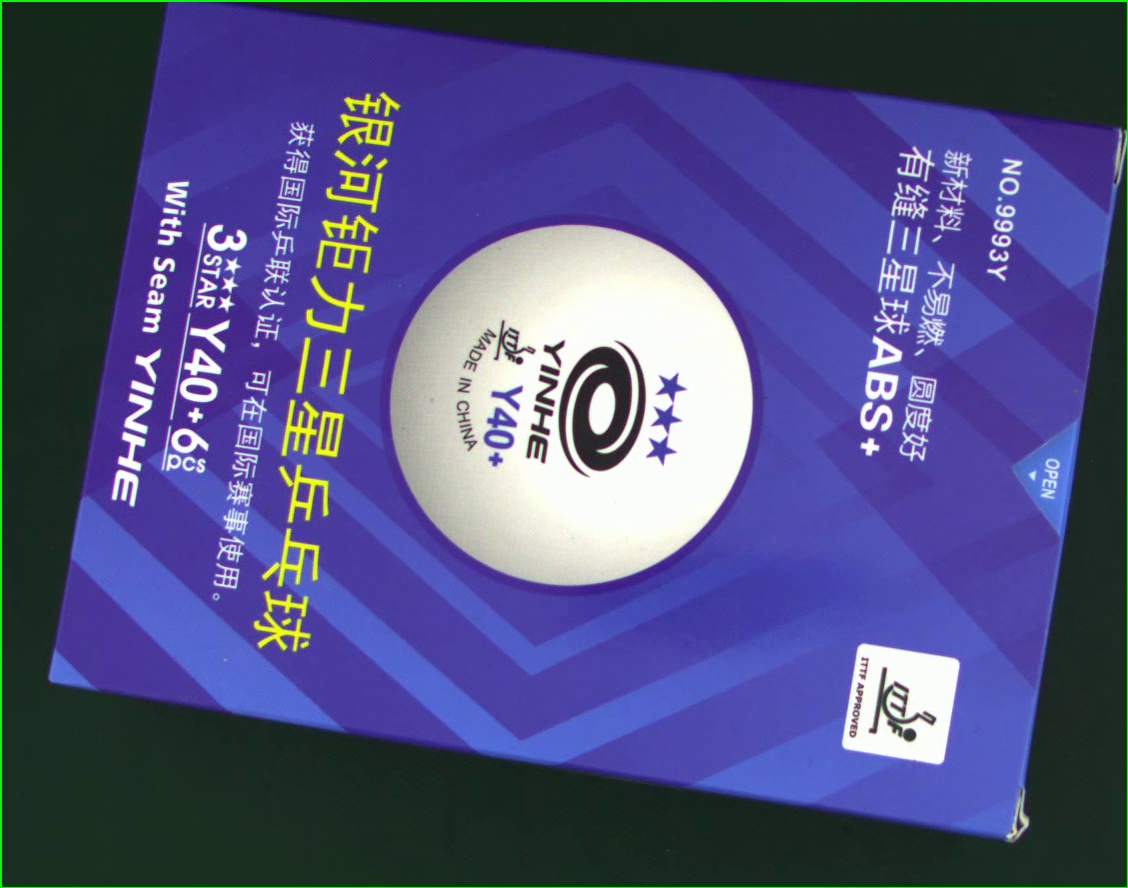 NO.9993Y
新材料、不易燃、圆度好
有缝三星球ABS+
OPEN
ITTF
ITTF APPROVED
YINHE
ITTF
Y40+
MADE IN CHINA
银河钜力三星乒乓球
获得国际乒联认证，可在国际赛事使用。
3 STAR Y40+ 6 pcs
With Seam YINHE